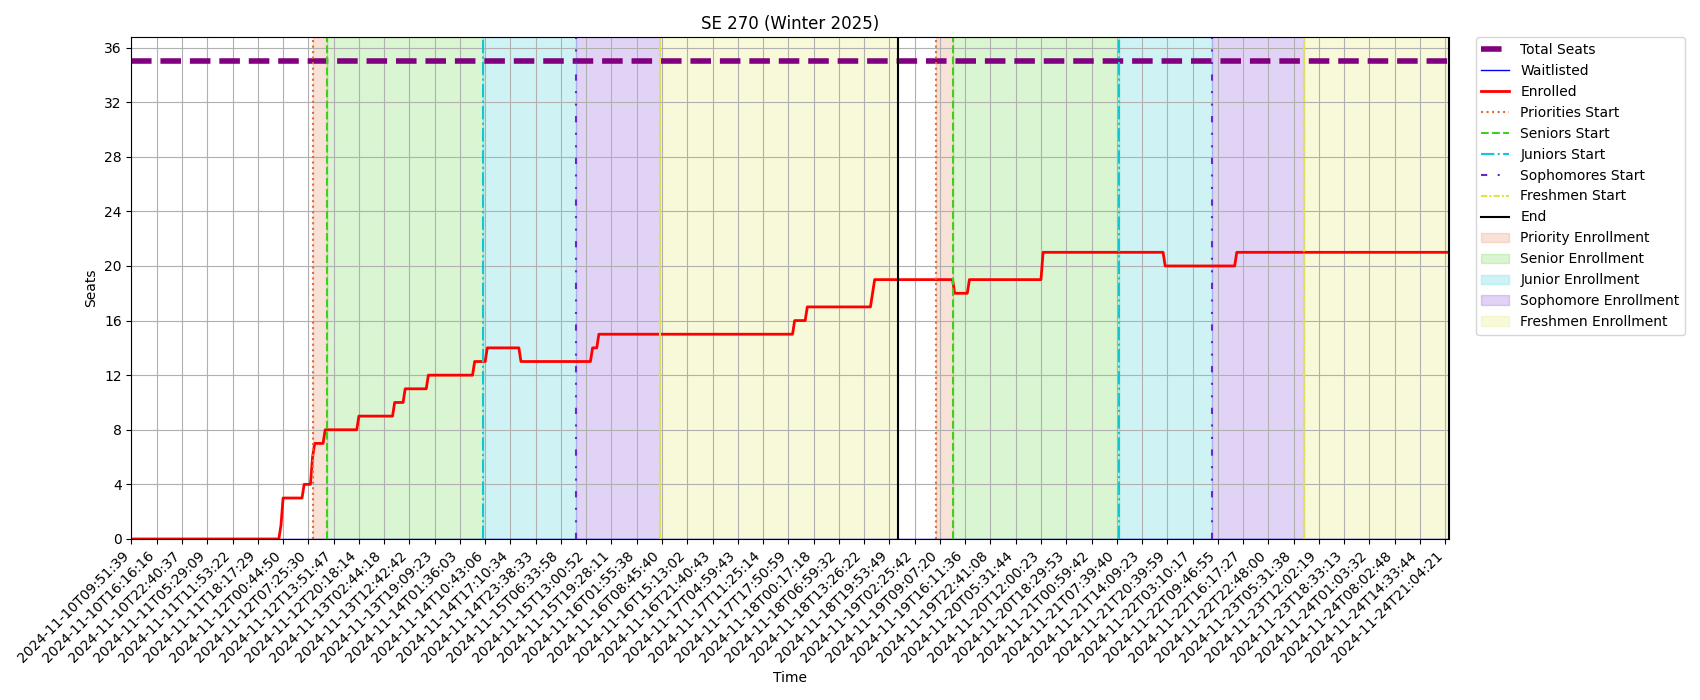 SE 270 (Winter 2025)
36
32
28
24
20
16
12
8
4
0
Seats
2024-11-10T09:51:39
2024-11-10T16:16:16
2024-11-10T22:40:37
2024-11-11T05:29:09
2024-11-11T11:53:22
2024-11-11T18:17:29
2024-11-12T00:44:50
2024-11-12T07:25:30
2024-11-12T13:51:47
2024-11-12T20:18:14
2024-11-13T02:44:18
2024-11-13T12:42:42
2024-11-13T19:09:23
2024-11-14T01:36:03
2024-11-14T10:43:06
2024-11-14T17:10:34
2024-11-14T23:38:33
2024-11-15T06:33:58
2024-11-15T13:00:52
2024-11-15T19:28:11
2024-11-16T01:55:38
2024-11-16T08:45:40
2024-11-16T15:13:02
2024-11-16T21:40:43
2024-11-17T04:59:43
2024-11-17T11:25:14
2024-11-17T17:50:59
2024-11-18T00:17:18
2024-11-18T06:59:32
2024-11-18T13:26:22
2024-11-18T19:53:49
2024-11-19T02:25:42
2024-11-19T09:07:20
2024-11-19T16:11:36
2024-11-19T22:41:08
2024-11-20T05:31:44
2024-11-20T12:00:23
2024-11-20T18:29:53
2024-11-21T00:59:42
2024-11-21T07:39:40
2024-11-21T14:09:23
2024-11-21T20:39:59
2024-11-22T03:10:17
2024-11-22T09:46:55
2024-11-22T16:17:27
2024-11-22T22:48:00
2024-11-23T05:31:38
2024-11-23T12:02:19
2024-11-23T18:33:13
2024-11-24T01:03:32
2024-11-24T08:02:48
2024-11-24T14:33:44
2024-11-24T21:04:21
Time
Total Seats
Waitlisted
Enrolled
Priorities Start
Seniors Start
Juniors Start
Sophomores Start
Freshmen Start
End
Priority Enrollment
Senior Enrollment
Junior Enrollment
Sophomore Enrollment
Freshmen Enrollment